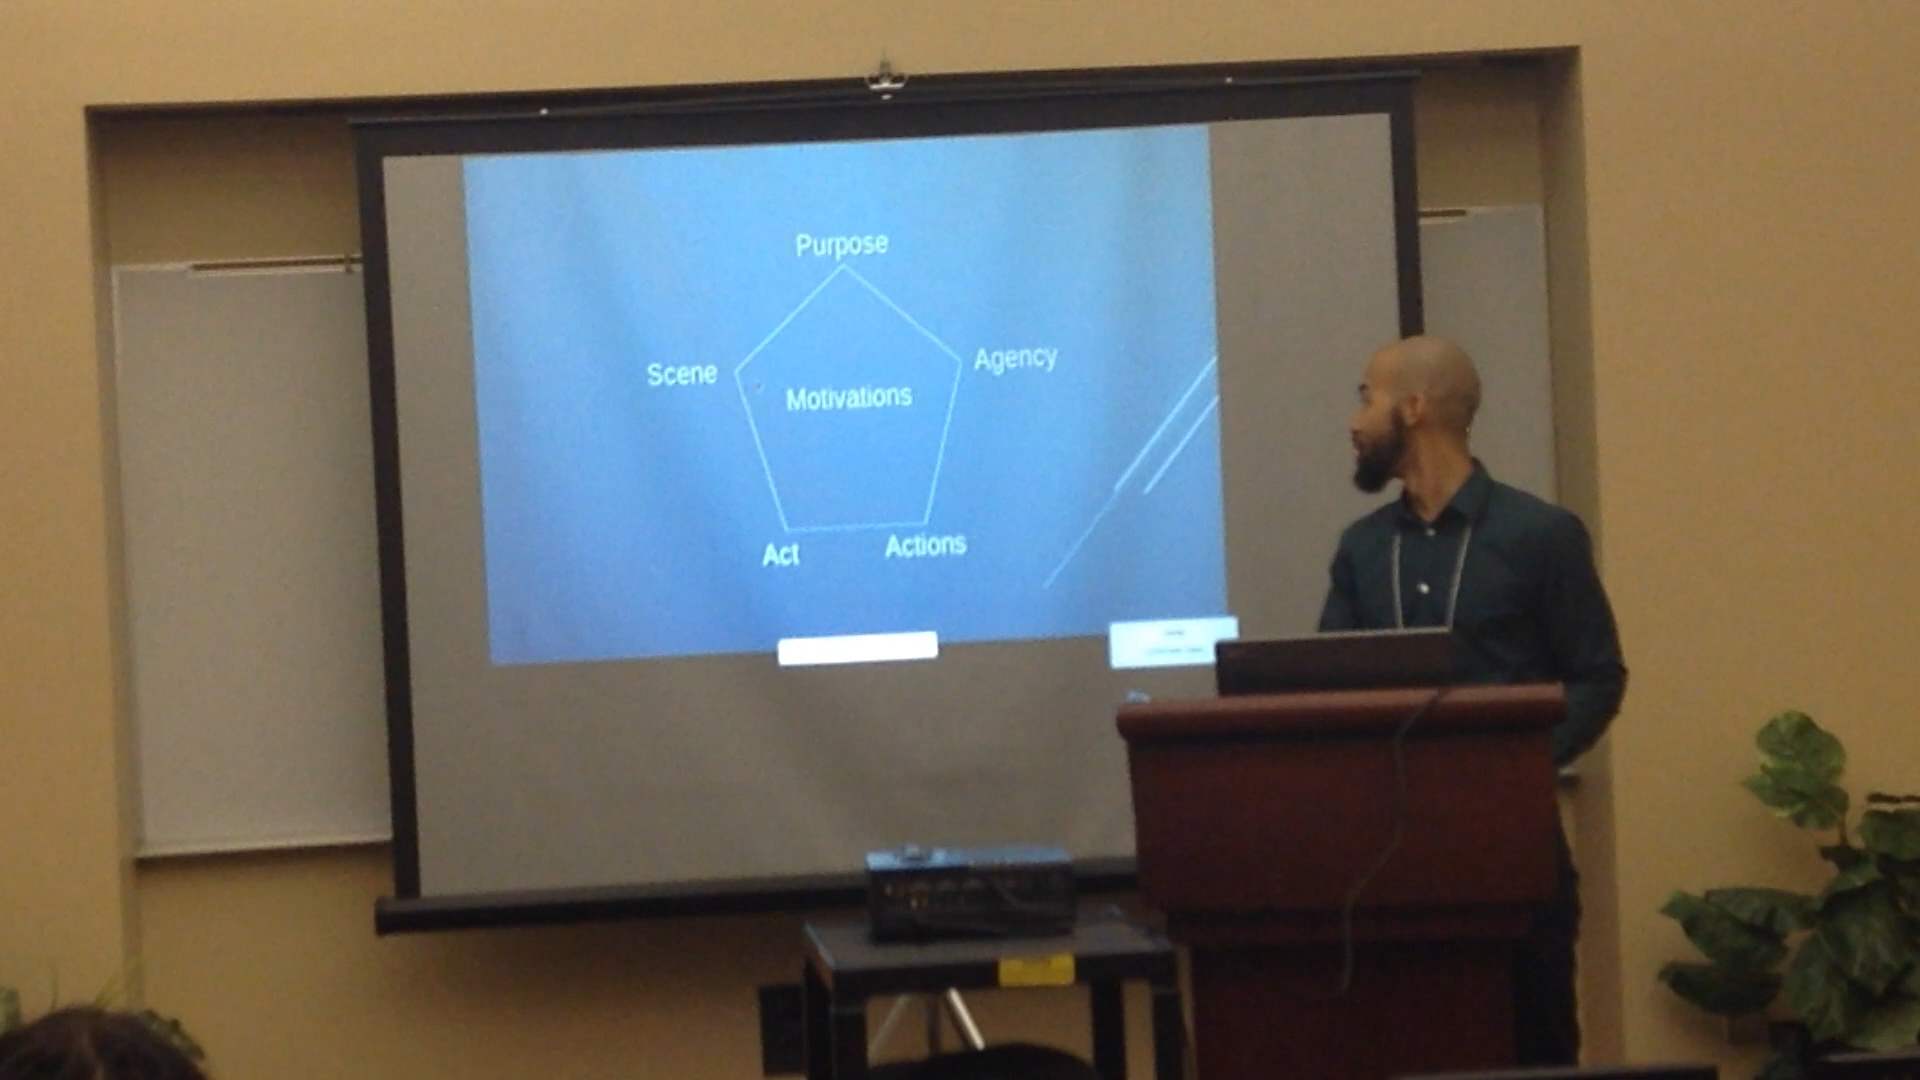 Purpose
Scene
Agency
Motivations
Act
Actions